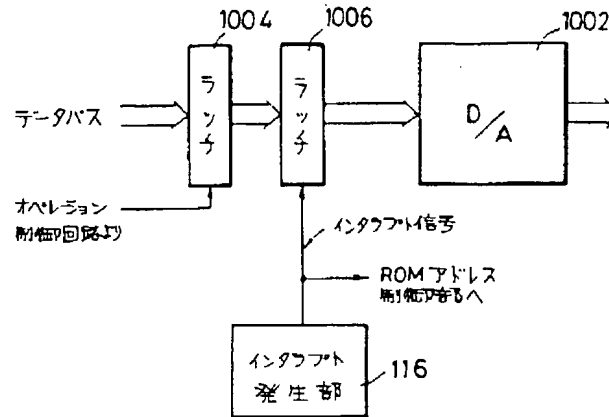 1004
1006
1002
データバス
ラッチ
ラッチ
D/A
オペレーション
制御回路より
インタラプト信号
ROMアドレス
制御部へ
インタラプト
発生部
116